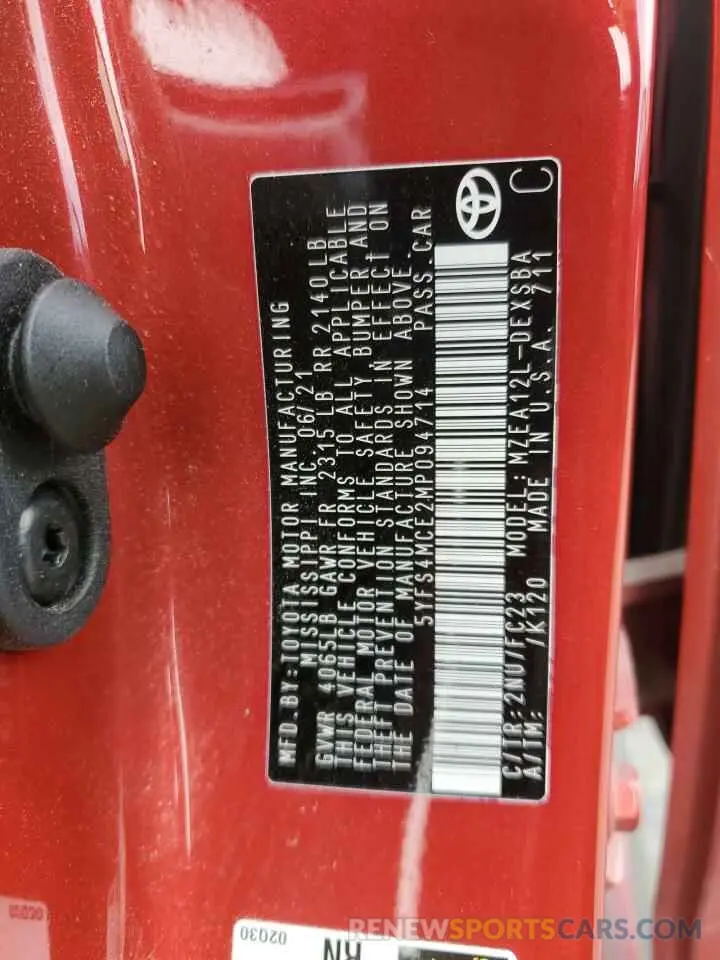 MFD.BY:TOYOTA MOTOR MANUFACTURING
MISSISSIPPI INC. 06/21
GVWR 4065LB GAWR FR 2315 LB RR 2140LB
THIS VEHICLE CONFORMS TO ALL APPLICABLE
FEDERAL MOTOR VEHICLE SAFETY, BUMPER AND
THEFT PREVENTION STANDARDS IN EFFECT ON
THE DATE OF MANUFACTURE SHOWN ABOVE.
5YFS4MCE2MP094714 PASS.CAR
C/TR:2NU7/FC23 MODEL:MZEA12L-DEXSBA
A/TM: /K120 MADE IN U.S.A. 711
C
02030
RN
RENEWSPORTSCARS.COM